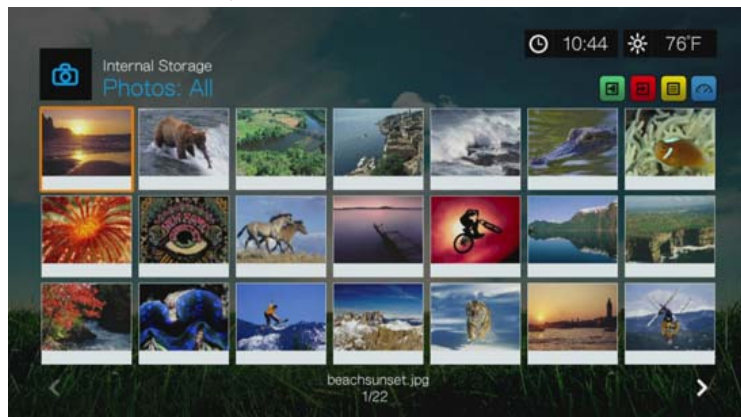 10:44 76°F
Internal Storage
Photos: All
beachsunset.jpg
1/22